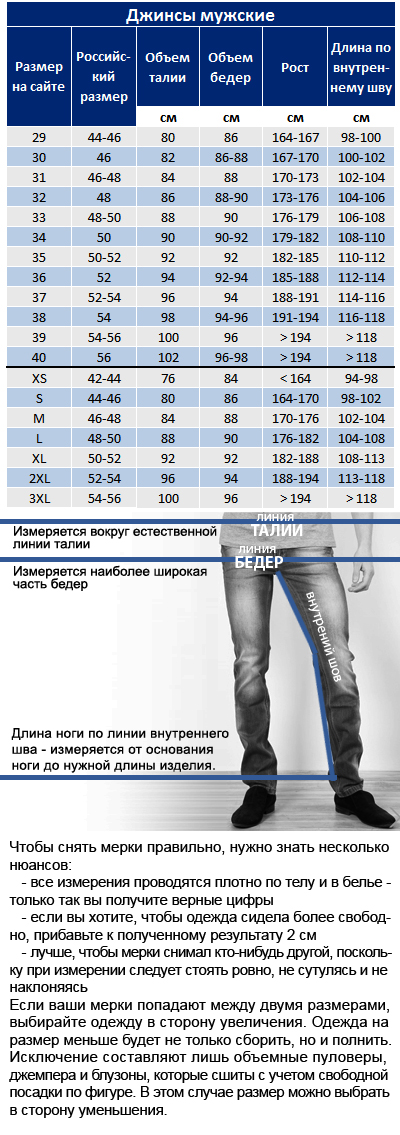 Джинсы мужские
Размер на сайте Российс-кий размер Объем талии Объем бедер Рост Длина по внутрен-нему шву
см см см см
29 44-46 80 86 164-167 98-100
30 46 82 86-88 167-170 100-102
31 46-48 84 88 170-173 102-104
32 48 86 88-90 173-176 104-106
33 48-50 88 90 176-179 106-108
34 50 90 90-92 179-182 108-110
35 50-52 92 92 182-185 110-112
36 52 94 92-94 185-188 112-114
37 52-54 96 94 188-191 114-116
38 54 98 94-96 191-194 116-118
39 54-56 100 96 > 194 > 118
40 56 102 96-98 > 194 > 118
XS 42-44 76 84 < 164 94-98
S 44-46 80 86 164-170 98-102
M 46-48 84 88 170-176 102-104
L 48-50 88 90 176-182 104-108
XL 50-52 92 92 182-188 108-113
2XL 52-54 96 94 188-194 113-118
3XL 54-56 100 96 > 194 > 118
Измеряется вокруг естественной
линии талии
ЛИНИЯ
ТАЛИИ
ЛИНИЯ
БЕДЕР
Измеряется наиболее широкая
часть бедер
внутрений шов
Длина ноги по линии внутреннего
шва - измеряется от основания
ноги до нужной длины изделия.
Чтобы снять мерки правильно, нужно знать несколько
нюансов:
- все измерения проводятся плотно по телу и в белье -
только так вы получите верные цифры
- если вы хотите, чтобы одежда сидела более свобод-
но, прибавьте к полученному результату 2 см
- лучше, чтобы мерки снимал кто-нибудь другой, посколь-
ку при измерении следует стоять ровно, не сутулясь и не
наклоняясь
Если ваши мерки попадают между двумя размерами,
выбирайте одежду в сторону увеличения. Одежда на
размер меньше будет не только сборить, но и полнить.
Исключение составляют лишь объемные пуловеры,
джемпера и блузоны, которые сшиты с учетом свободной
посадки по фигуре. В этом случае размер можно выбрать
в сторону уменьшения.